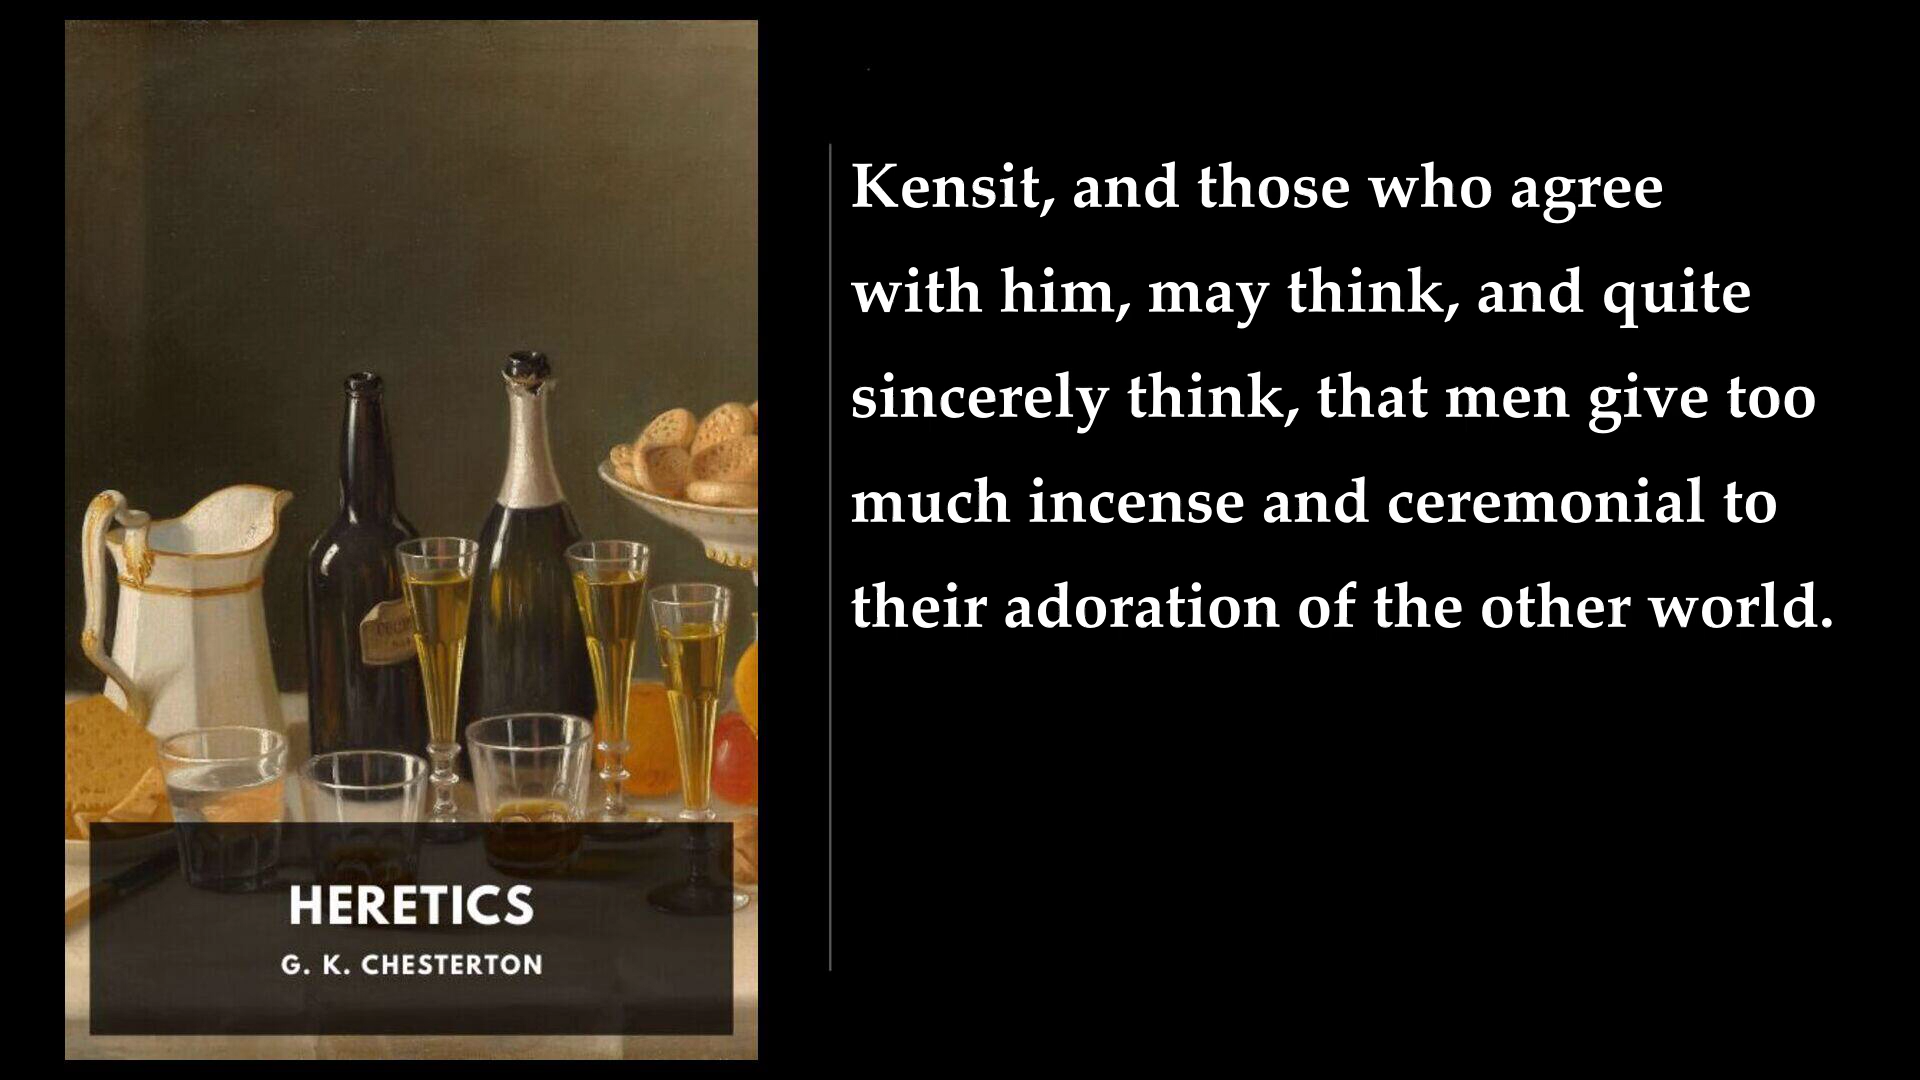 Kensit, and those who agree
with him, may think, and quite
sincerely think, that men give too
much incense and ceremonial to
their adoration of the other world.
HERETICS
G. K. CHESTERTON